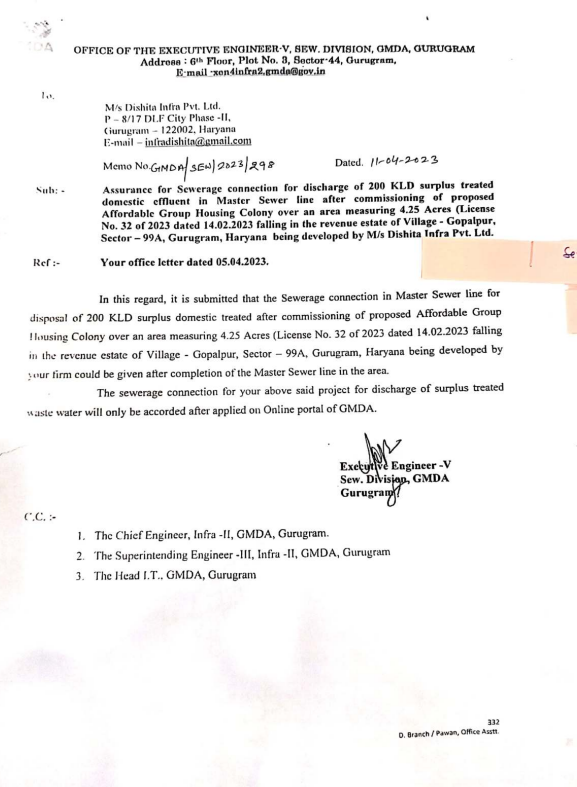 GMDA
OFFICE OF THE EXECUTIVE ENGINEER-V, SEW. DIVISION, GMDA, GURUGRAM
Address : 6th Floor, Plot No. 3, Sector-44, Gurugram,
E-mail -xen4infra2.gmda@gov.in
To,
M/s Dishita Infra Pvt. Ltd.
P – 8/17 DLF City Phase -II,
Gurugram – 122002, Haryana
E-mail – infradishita@gmail.com
Memo No. GMDA/SEW/2023/298 Dated. 11-04-2023
Sub: - Assurance for Sewerage connection for discharge of 200 KLD surplus treated
domestic effluent in Master Sewer line after commissioning of proposed
Affordable Group Housing Colony over an area measuring 4.25 Acres (License
No. 32 of 2023 dated 14.02.2023 falling in the revenue estate of Village - Gopalpur,
Sector – 99A, Gurugram, Haryana being developed by M/s Dishita Infra Pvt. Ltd.
Se
Ref :- Your office letter dated 05.04.2023.
In this regard, it is submitted that the Sewerage connection in Master Sewer line for
disposal of 200 KLD surplus domestic treated after commissioning of proposed Affordable Group
Housing Colony over an area measuring 4.25 Acres (License No. 32 of 2023 dated 14.02.2023 falling
in the revenue estate of Village - Gopalpur, Sector – 99A, Gurugram, Haryana being developed by
your firm could be given after completion of the Master Sewer line in the area.
The sewerage connection for your above said project for discharge of surplus treated
waste water will only be accorded after applied on Online portal of GMDA.
Executive Engineer -V
Sew. Division, GMDA
Gurugram
C.C. :-
1. The Chief Engineer, Infra -II, GMDA, Gurugram.
2. The Superintending Engineer -III, Infra -II, GMDA, Gurugram
3. The Head I.T., GMDA, Gurugram
332
D. Branch / Pawan, Office Asstt.